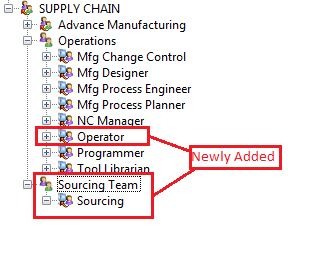 SUPPLY CHAIN
Advance Manufacturing
Operations
Mfg Change Control
Mfg Designer
Mfg Process Engineer
Mfg Process Planner
NC Manager
Operator
Programmer
Newly Added
Tool Librarian
Sourcing Team
Sourcing